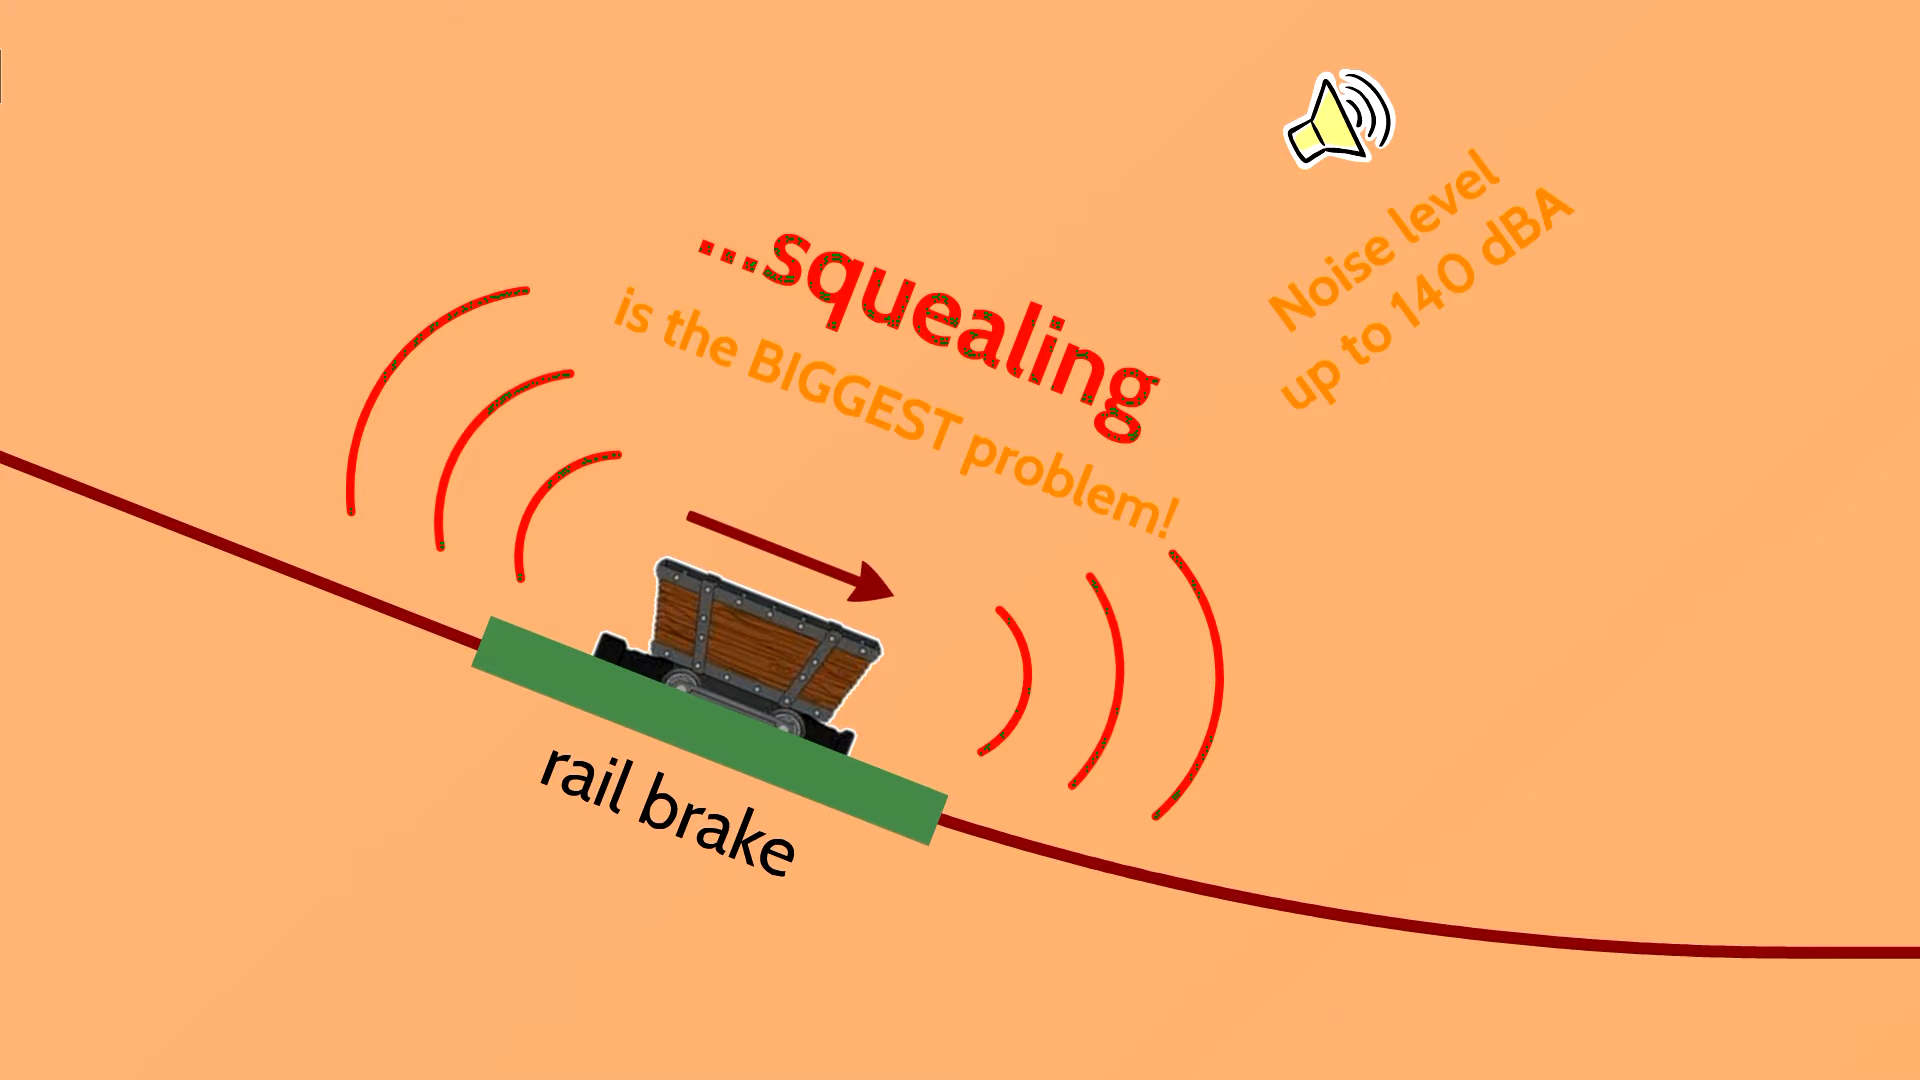 ...squealing
is the BIGGEST problem!
Noise level
up to 140 dBA
rail brake